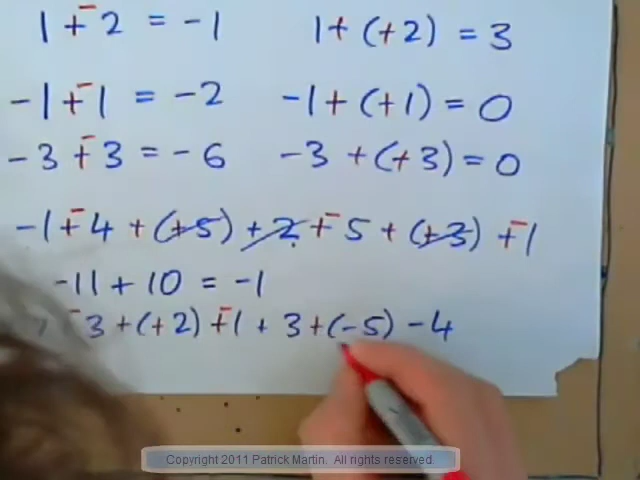 1 + ⁻2 = -1 1 + (+2) = 3
-1 + ⁻1 = -2 -1 + (+1) = 0
-3 + ⁻3 = -6 -3 + (+3) = 0
-1 + ⁻4 + (+5) + 2 + ⁻5 + (+3) + ⁻1
-11 + 10 = -1
⁻3 + (+2) + ⁻1 + 3 + (-5) - 4
Copyright 2011 Patrick Martin. All rights reserved.